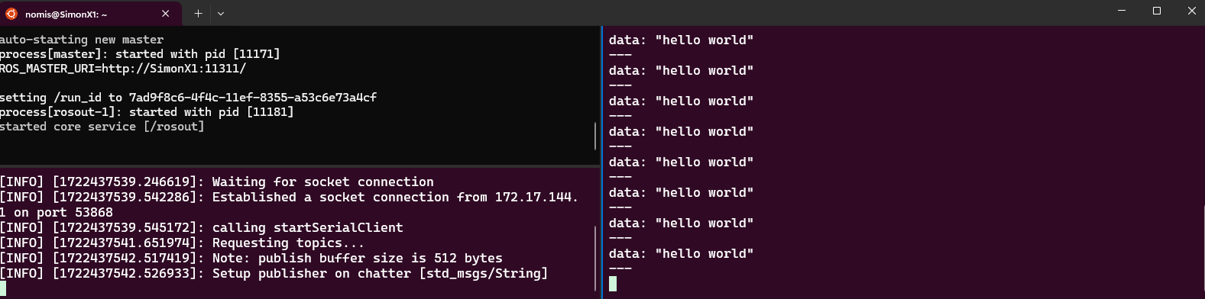 nomis@SimonX1: ~
auto-starting new master
process[master]: started with pid [11171]
ROS_MASTER_URI=http://SimonX1:11311/
setting /run_id to 7ad9f8c6-4f4c-11ef-8355-a53c6e73a4cf
process[rosout-1]: started with pid [11181]
started core service [/rosout]
[INFO] [1722437539.246619]: Waiting for socket connection
[INFO] [1722437539.542286]: Established a socket connection from 172.17.144.
1 on port 53868
[INFO] [1722437539.545172]: calling startSerialClient
[INFO] [1722437541.651974]: Requesting topics...
[INFO] [1722437542.517419]: Note: publish buffer size is 512 bytes
[INFO] [1722437542.526933]: Setup publisher on chatter [std_msgs/String]
data: "hello world"
---
data: "hello world"
---
data: "hello world"
---
data: "hello world"
---
data: "hello world"
---
data: "hello world"
---
data: "hello world"
---
data: "hello world"
---